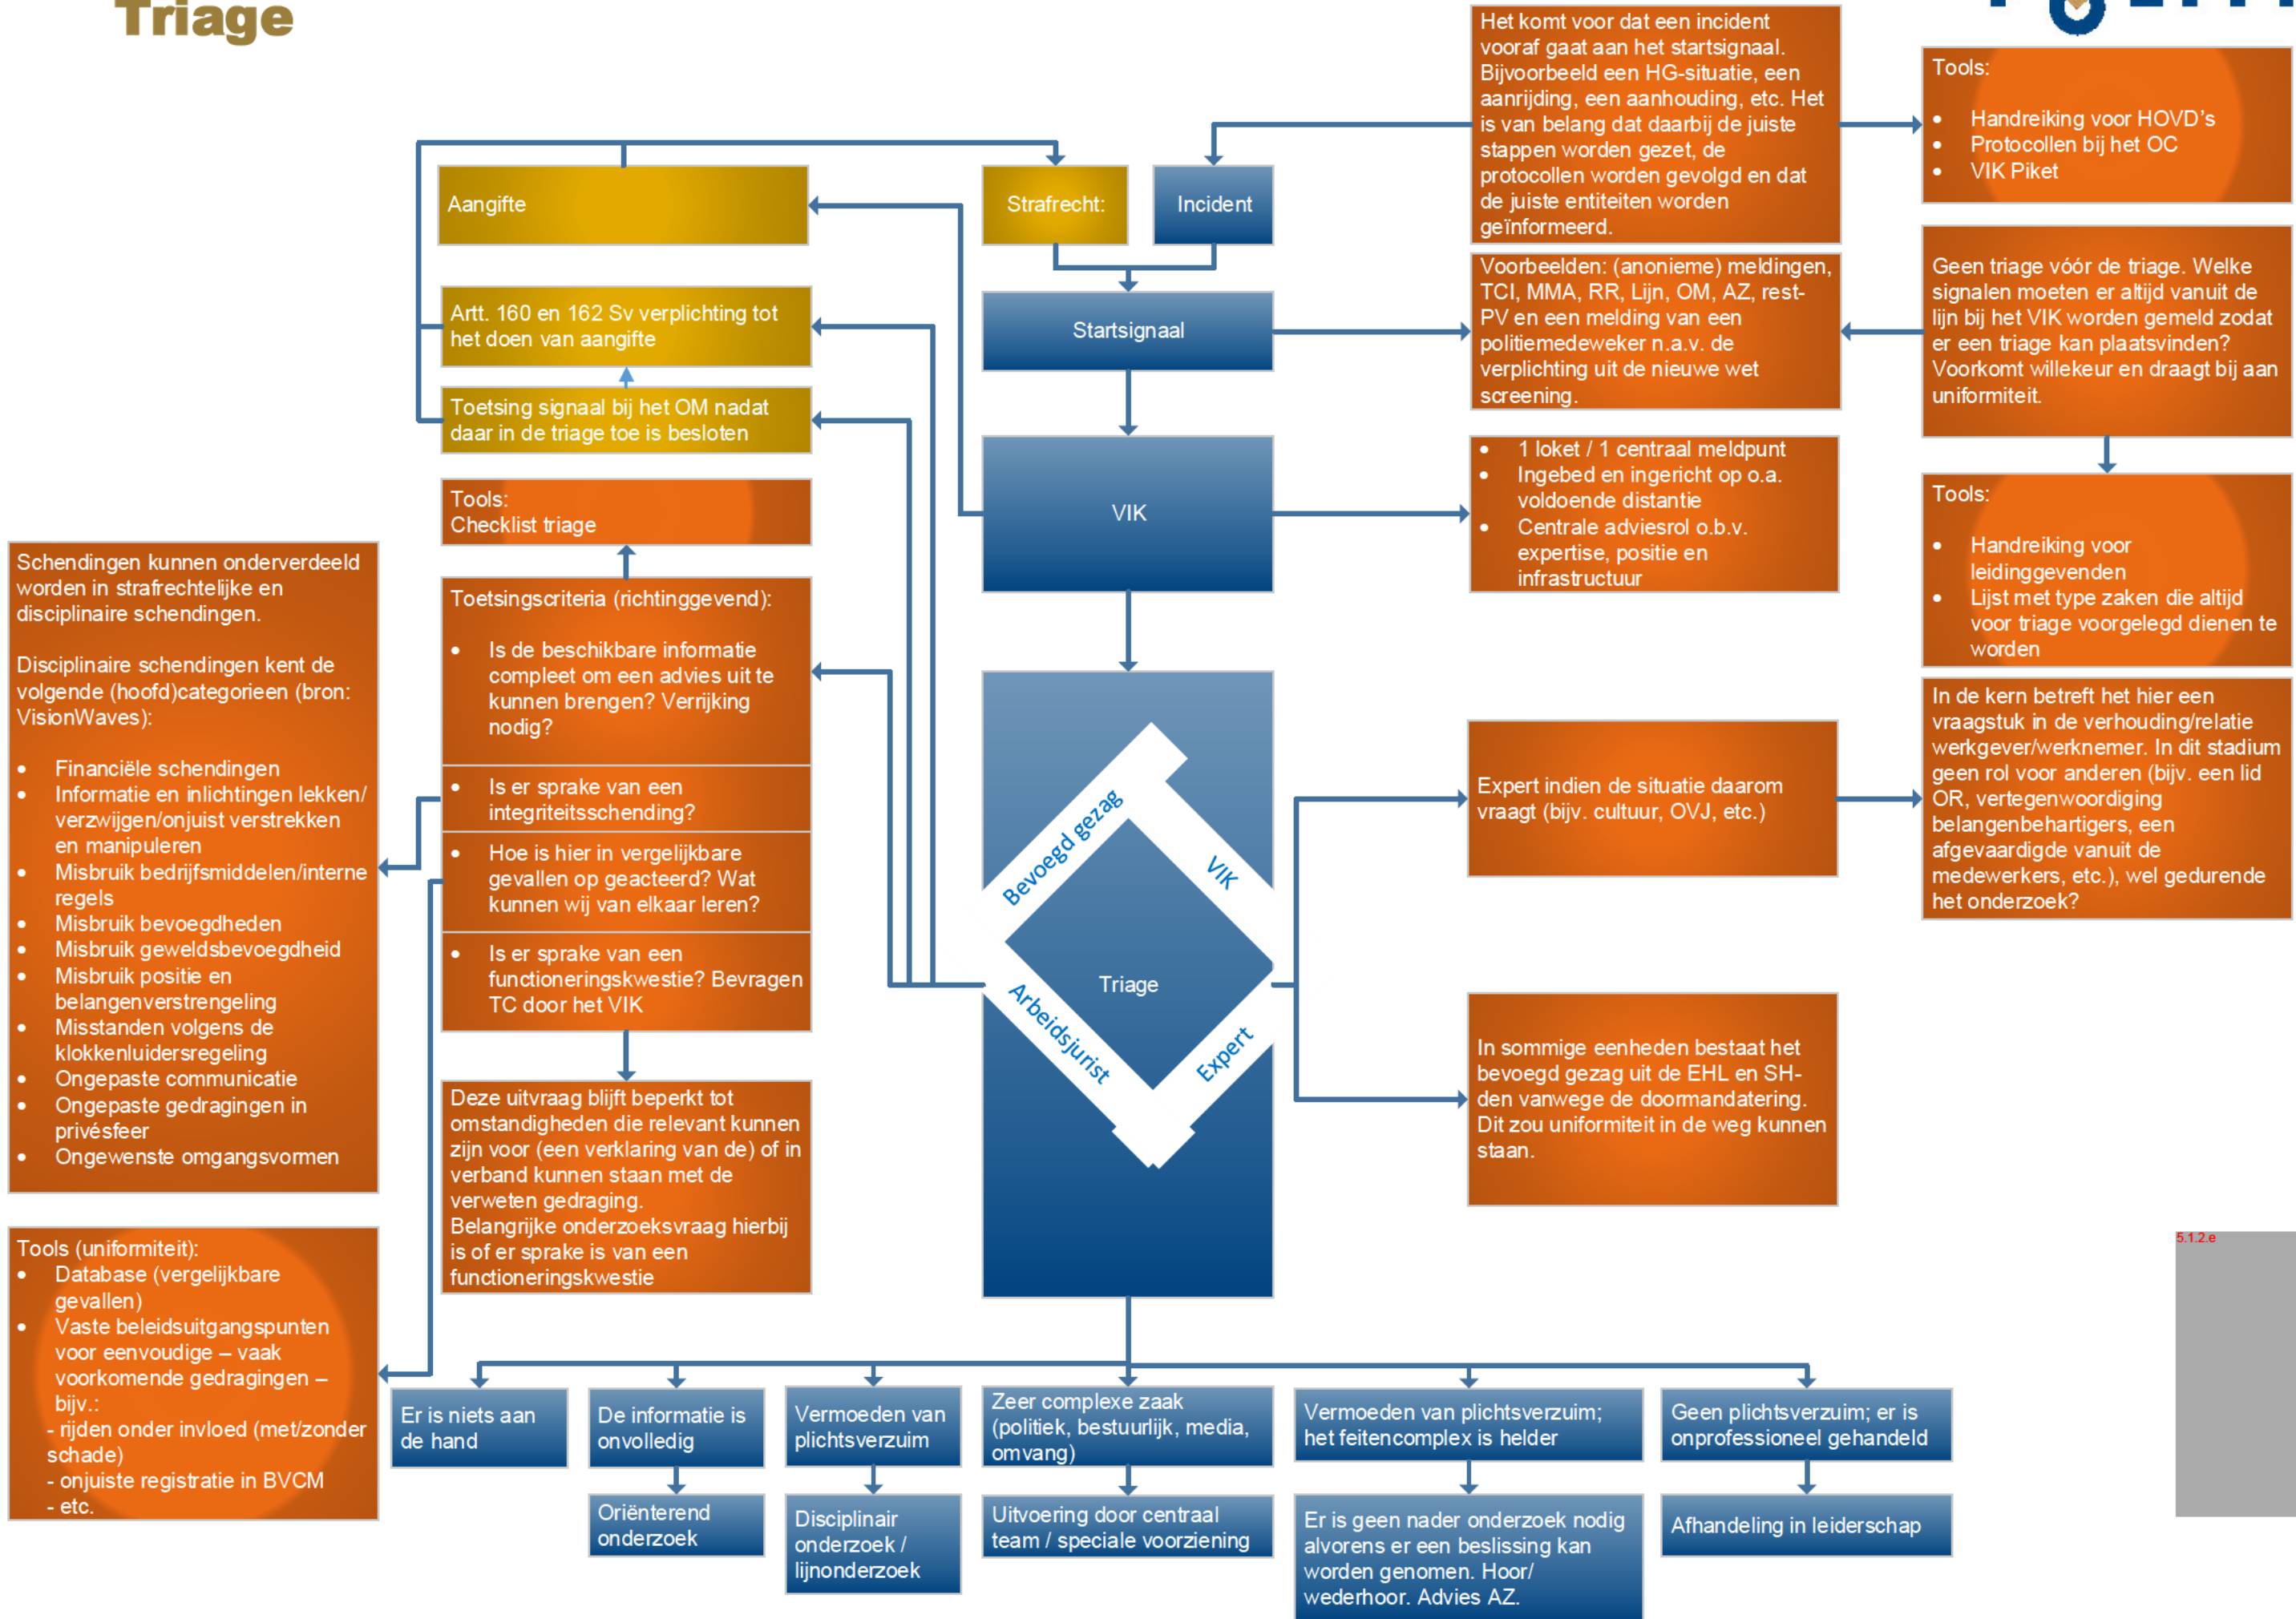 Triage
Het komt voor dat een incident
vooraf gaat aan het startsignaal.
Bijvoorbeeld een HG-situatie, een
aanrijding, een aanhouding, etc. Het
is van belang dat daarbij de juiste
stappen worden gezet, de
protocollen worden gevolgd en dat
de juiste entiteiten worden
geïnformeerd.
Tools:
• Handreiking voor HOVD's
• Protocollen bij het OC
• VIK Piket
Aangifte
Strafrecht:
Incident
Artt. 160 en 162 Sv verplichting tot
het doen van aangifte
Startsignaal
Voorbeelden: (anonieme) meldingen,
TCI, MMA, RR, Lijn, OM, AZ, rest-
PV en een melding van een
politiemedeweker n.a.v. de
verplichting uit de nieuwe wet
screening.
Geen triage vóór de triage. Welke
signalen moeten er altijd vanuit de
lijn bij het VIK worden gemeld zodat
er een triage kan plaatsvinden?
Voorkomt willekeur en draagt bij aan
uniformiteit.
Toetsing signaal bij het OM nadat
daar in de triage toe is besloten
VIK
• 1 loket / 1 centraal meldpunt
• Ingebed en ingericht op o.a.
voldoende distantie
• Centrale adviesrol o.b.v.
expertise, positie en
infrastructuur
Tools:
• Handreiking voor
leidinggevenden
• Lijst met type zaken die altijd
voor triage voorgelegd dienen te
worden
Tools:
Checklist triage
Schendingen kunnen onderverdeeld
worden in strafrechtelijke en
disciplinaire schendingen.
Disciplinaire schendingen kent de
volgende (hoofd)categorieen (bron:
VisionWaves):
• Financiële schendingen
• Informatie en inlichtingen lekken/
verzwijgen/onjuist verstrekken
en manipuleren
• Misbruik bedrijfsmiddelen/interne
regels
• Misbruik bevoegdheden
• Misbruik geweldsbevoegdheid
• Misbruik positie en
belangenverstrengeling
• Misstanden volgens de
klokkenluidersregeling
• Ongepaste communicatie
• Ongepaste gedragingen in
privésfeer
• Ongewenste omgangsvormen
Toetsingscriteria (richtinggevend):
• Is de beschikbare informatie
compleet om een advies uit te
kunnen brengen? Verrijking
nodig?
• Is er sprake van een
integriteitsschending?
• Hoe is hier in vergelijkbare
gevallen op geacteerd? Wat
kunnen wij van elkaar leren?
• Is er sprake van een
functioneringskwestie? Bevragen
TC door het VIK
Bevoegd gezag
VIK
Triage
Arbeidsjurist
Expert
Expert indien de situatie daarom
vraagt (bijv. cultuur, OVJ, etc.)
In de kern betreft het hier een
vraagstuk in de verhouding/relatie
werkgever/werknemer. In dit stadium
geen rol voor anderen (bijv. een lid
OR, vertegenwoordiging
belangenbehartigers, een
afgevaardigde vanuit de
medewerkers, etc.), wel gedurende
het onderzoek?
In sommige eenheden bestaat het
bevoegd gezag uit de EHL en SH-
den vanwege de doormandatering.
Dit zou uniformiteit in de weg kunnen
staan.
Deze uitvraag blijft beperkt tot
omstandigheden die relevant kunnen
zijn voor (een verklaring van de) of in
verband kunnen staan met de
verweten gedraging.
Belangrijke onderzoeksvraag hierbij
is of er sprake is van een
functioneringskwestie
Tools (uniformiteit):
• Database (vergelijkbare
gevallen)
• Vaste beleidsuitgangspunten
voor eenvoudige – vaak
voorkomende gedragingen –
bijv.:
- rijden onder invloed (met/zonder
schade)
- onjuiste registratie in BVCM
- etc.
5.1.2.e
Er is niets aan
de hand
De informatie is
onvolledig
Vermoeden van
plichtsverzuim
Zeer complexe zaak
(politiek, bestuurlijk, media,
omvang)
Vermoeden van plichtsverzuim;
het feitencomplex is helder
Geen plichtsverzuim; er is
onprofessioneel gehandeld
Oriënterend
onderzoek
Disciplinair
onderzoek /
lijnonderzoek
Uitvoering door centraal
team / speciale voorziening
Er is geen nader onderzoek nodig
alvorens er een beslissing kan
worden genomen. Hoor/
wederhoor. Advies AZ.
Afhandeling in leiderschap